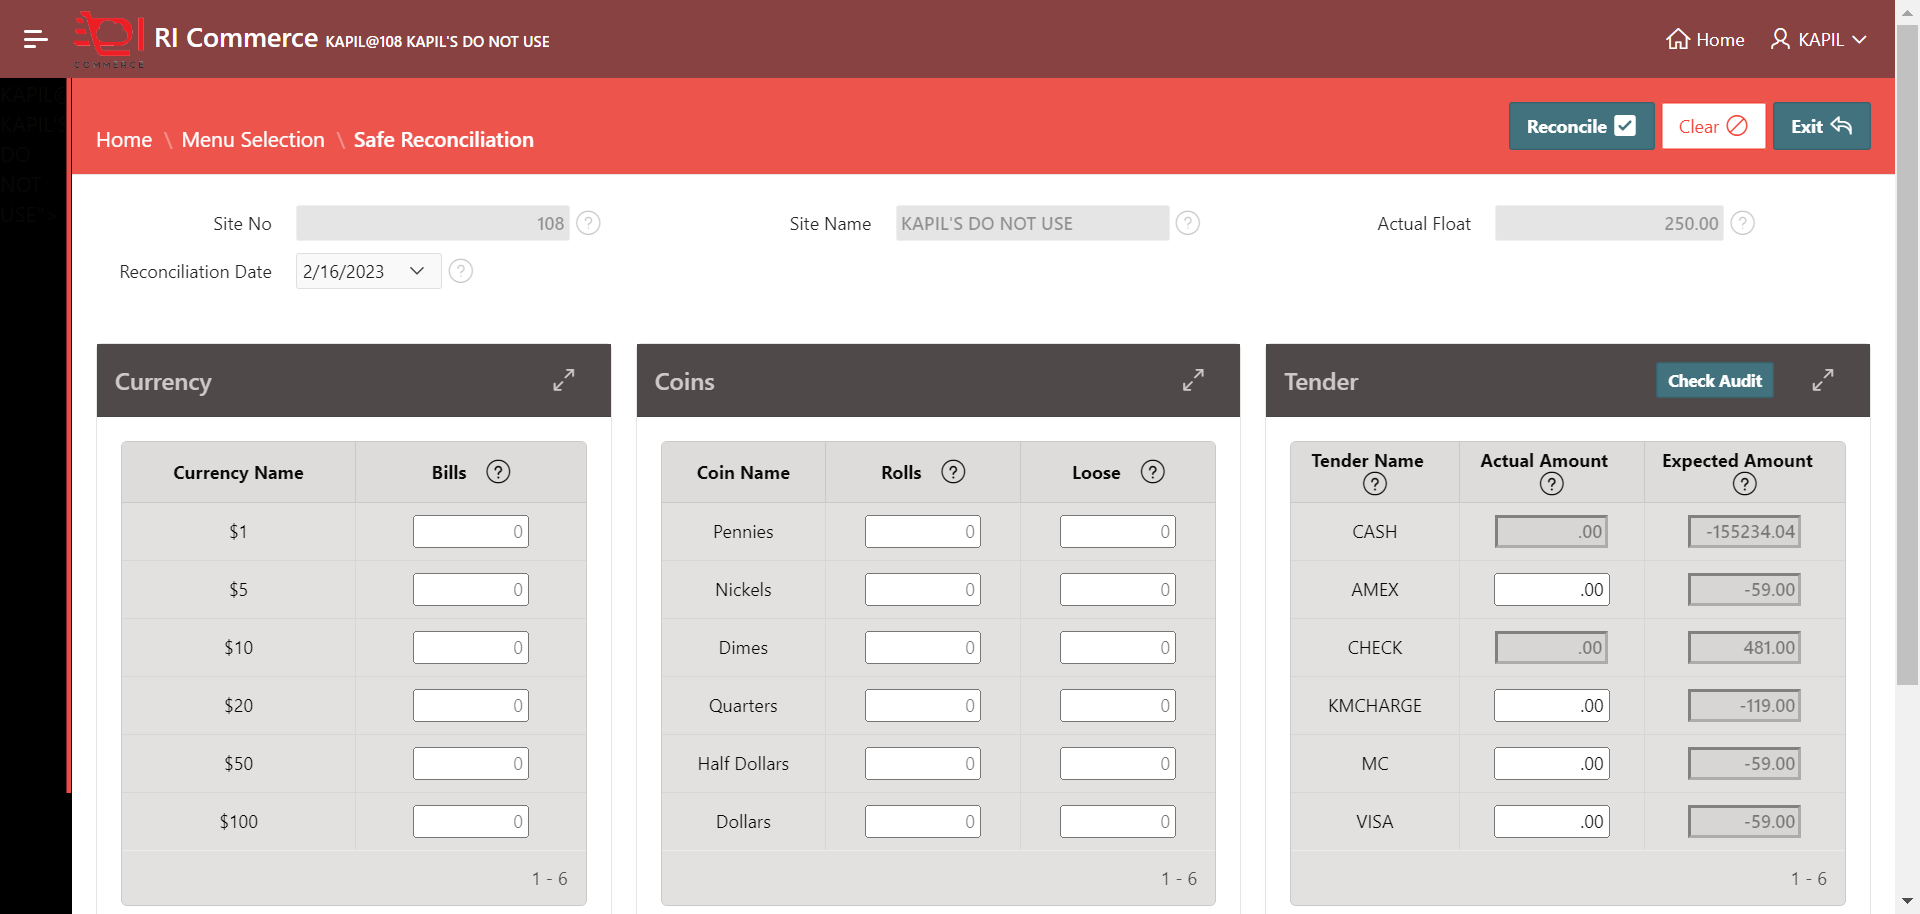 COMMERCE
RI Commerce KAPIL@108 KAPIL'S DO NOT USE
Home
KAPIL
KAPIL@
KAPIL'S
DO
NOT
USE">
Home \ Menu Selection \ Safe Reconciliation
Reconcile
Clear
Exit
Site No 108 ?
Site Name KAPIL'S DO NOT USE ?
Actual Float 250.00 ?
Reconciliation Date 2/16/2023 ?
Currency
Currency Name Bills ?
$1 0
$5 0
$10 0
$20 0
$50 0
$100 0
1 - 6
Coins
Coin Name Rolls ? Loose ?
Pennies 0 0
Nickels 0 0
Dimes 0 0
Quarters 0 0
Half Dollars 0 0
Dollars 0 0
1 - 6
Tender Check Audit
Tender Name ? Actual Amount ? Expected Amount ?
CASH .00 -155234.04
AMEX .00 -59.00
CHECK .00 481.00
KMCHARGE .00 -119.00
MC .00 -59.00
VISA .00 -59.00
1 - 6